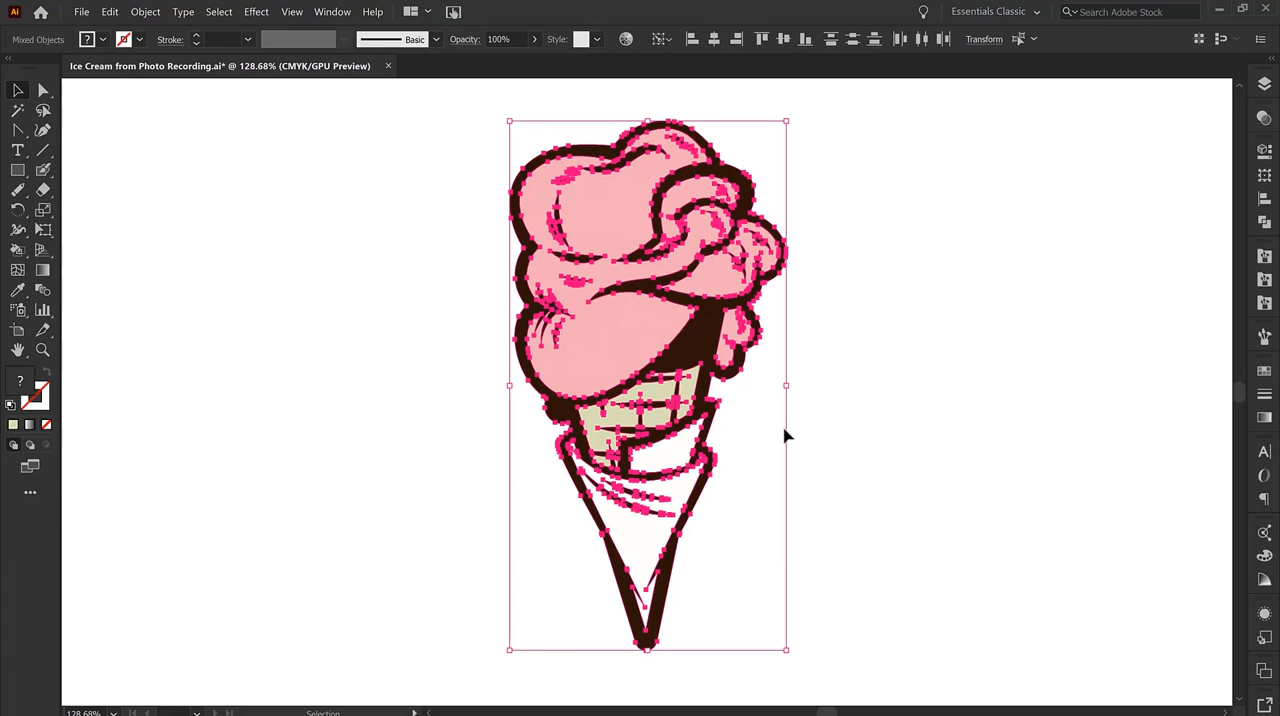 Ai File Edit Object Type Select Effect View Window Help Essentials Classic Search Adobe Stock
Mixed Objects ? Stroke: Basic Opacity: 100% Style: Transform
Ice Cream from Photo Recording.ai* @ 128.68% (CMYK/GPU Preview) ×
?
128.68% Selection